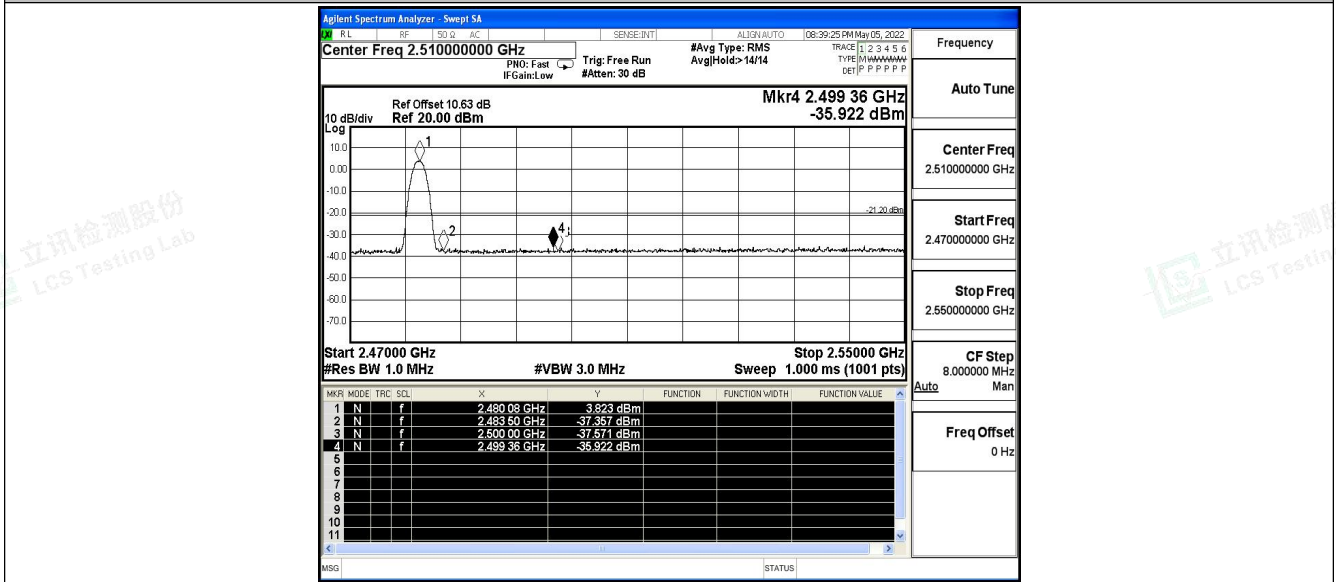 Agilent Spectrum Analyzer - Swept SA
LXI RL RF 50 Ω AC SENSE:INT ALIGN AUTO 08:39:25 PM May 05, 2022
Center Freq 2.510000000 GHz
PNO: Fast
IFGain:Low
Trig: Free Run
#Atten: 30 dB
#Avg Type: RMS
Avg|Hold:>14/14
TRACE 1 2 3 4 5 6
TYPE M
DET P P P P P P
Mkr4 2.499 36 GHz
-35.922 dBm
Ref Offset 10.63 dB
10 dB/div Ref 20.00 dBm
Log
10.0
0.00
-10.0
-20.0
-30.0
-40.0
-50.0
-60.0
-70.0
1
2
4
-21.20 dBm
Start 2.47000 GHz Stop 2.55000 GHz
#Res BW 1.0 MHz #VBW 3.0 MHz Sweep 1.000 ms (1001 pts)
MKR MODE TRC SCL X Y FUNCTION FUNCTION WIDTH FUNCTION VALUE
1 N f 2.480 08 GHz 3.823 dBm
2 N f 2.483 50 GHz -37.357 dBm
3 N f 2.500 00 GHz -37.571 dBm
4 N f 2.499 36 GHz -35.922 dBm
5
6
7
8
9
10
11
MSG STATUS
Frequency
Auto Tune
Center Freq
2.510000000 GHz
Start Freq
2.470000000 GHz
Stop Freq
2.550000000 GHz
CF Step
8.000000 MHz
Auto Man
Freq Offset
0 Hz
立讯检测股份
LCS Testing Lab
立讯检测
LCS Testin